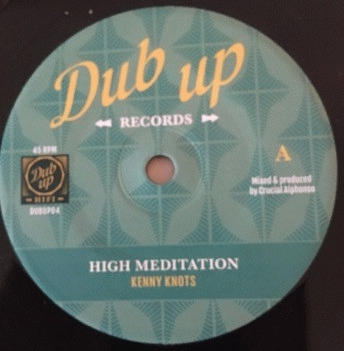 Dub up
RECORDS
45 RPM
A
Dub
up
HIFI
DUBUP04
Mixed & produced
by Crucial Alphonso
HIGH MEDITATION
KENNY KNOTS